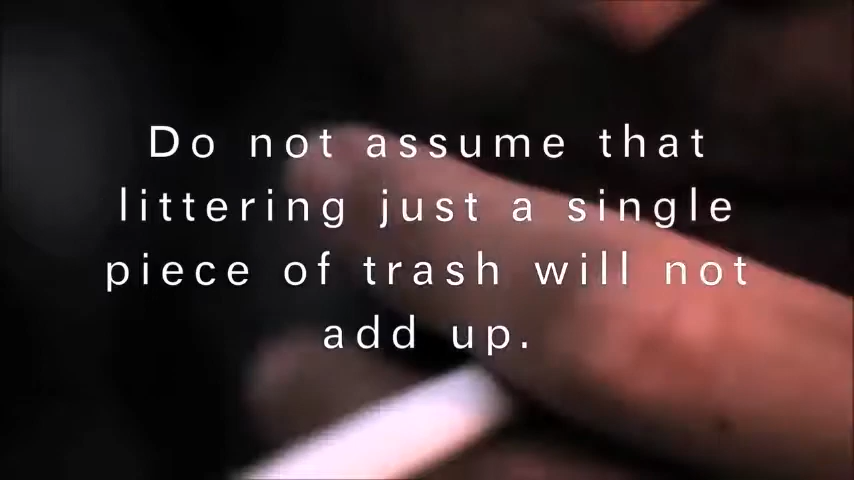 Do not assume that
littering just a single
piece of trash will not
add up.